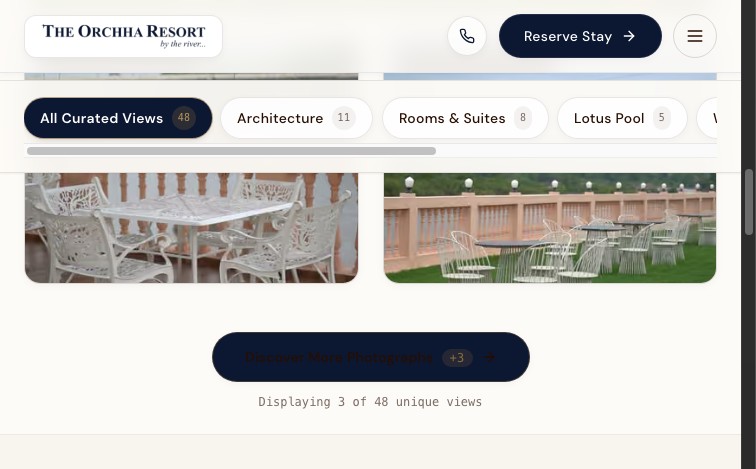 THE ORCHHA RESORT
by the river...
Reserve Stay →
All Curated Views 48
Architecture 11
Rooms & Suites 8
Lotus Pool 5
Discover More Photographs +3 →
Displaying 3 of 48 unique views